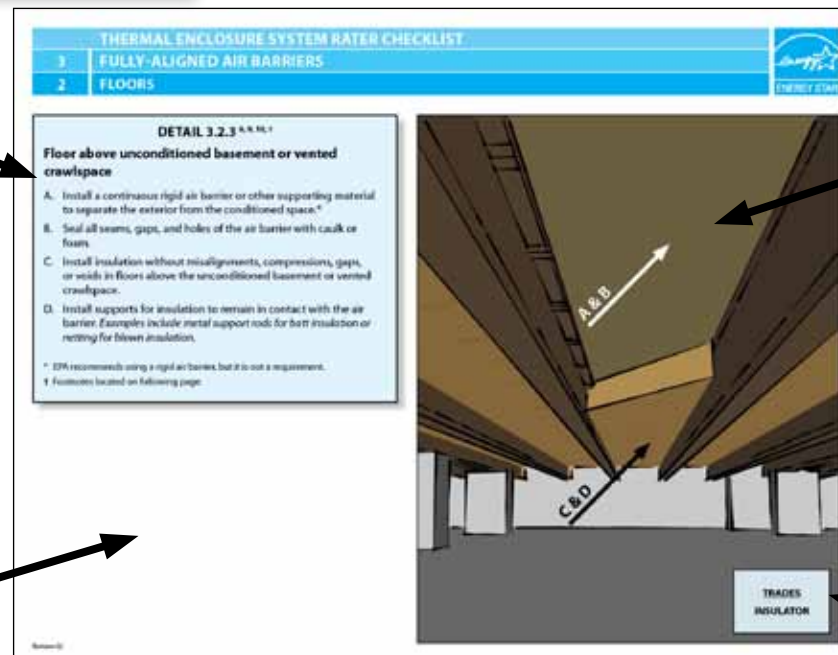 THERMAL ENCLOSURE SYSTEM RATER CHECKLIST
3 FULLY-ALIGNED AIR BARRIERS
2 FLOORS
ENERGY STAR
DETAIL 3.2.3
Floor above unconditioned basement or vented
crawlspace
A. Install a continuous rigid air barrier or other supporting material
to separate the exterior from the conditioned space.*
B. Seal all seams, gaps, and holes of the air barrier with caulk or
foam.
C. Install insulation without misalignments, compressions, gaps,
or voids in floors above the unconditioned basement or vented
crawlspace.
D. Install supports for insulation to remain in contact with the air
barrier. Examples include metal support rods for batt insulation or
netting for blown insulation.
* EPA recommends using a rigid air barrier, but it is not a requirement.
† Footnotes located on following page.
A & B
C & D
TRADES
INSULATOR